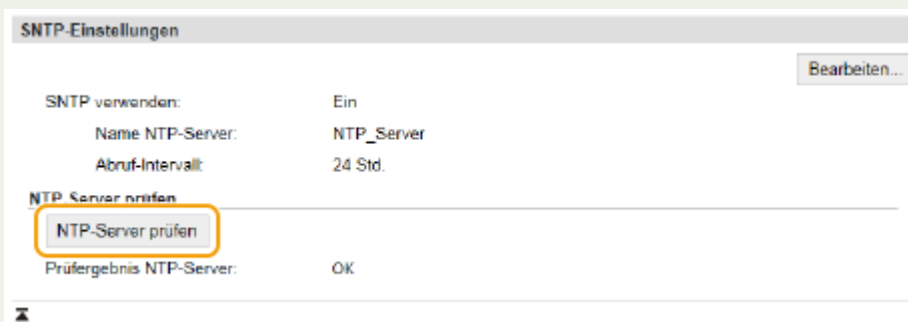 SNTP-Einstellungen
Bearbeiten...
SNTP verwenden: Ein
Name NTP-Server: NTP_Server
Abruf-Intervall: 24 Std.
NTP-Server prüfen
NTP-Server prüfen
Prüfergebnis NTP-Server: OK